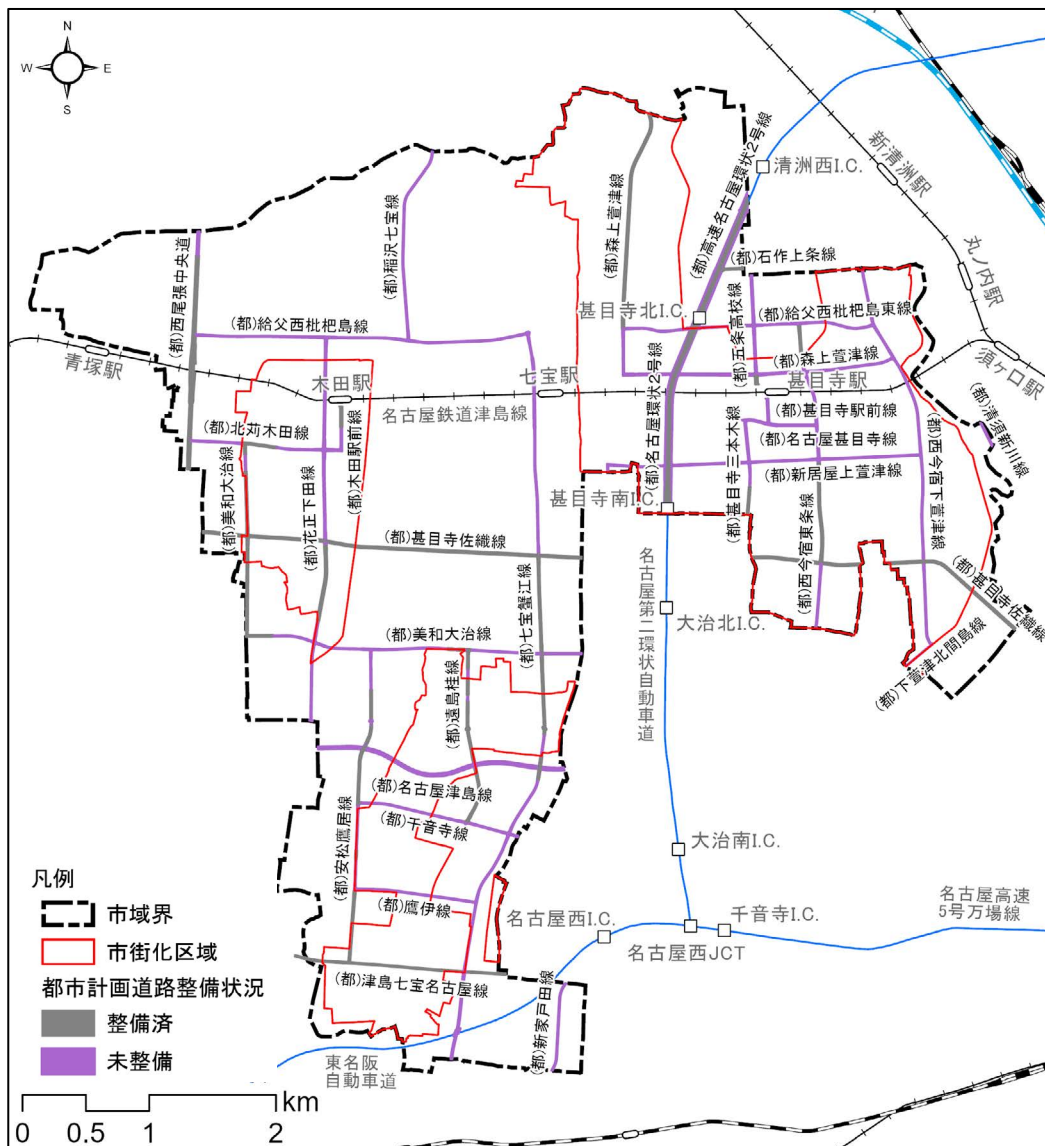 N
W
E
S
新清洲駅
清洲西I.C.
(都)高速名古屋環状2号線
(都)森上萱津線
(都)稲沢七宝線
(都)西尾張中央道
丸ノ内駅
(都)石作上条線
甚目寺北I.C.
(都)五条高校線
(都)給父西枇杷島東線
(都)給父西枇杷島線
(都)森上萱津線
須ヶ口駅
青塚駅
木田駅
七宝駅
甚目寺駅
名古屋鉄道津島線
(都)名古屋環状2号線
(都)甚目寺駅前線
(都)清須新川線
(都)北苅木田線
(都)木田駅前線
(都)名古屋甚目寺線
(都)新居屋上萱津線
(都)西今宿下萱津線
(都)甚目寺三本木線
甚目寺南I.C.
(都)美和大治線
(都)花正下田線
(都)甚目寺佐織線
(都)西今宿東条線
(都)甚目寺佐織線
(都)七宝蟹江線
名古屋第二環状自動車道
大治北I.C.
(都)美和大治線
(都)下萱津北間島線
(都)遠島桂線
(都)名古屋津島線
(都)千音寺線
(都)安松鷹居線
大治南I.C.
(都)鷹伊線
名古屋西I.C.
千音寺I.C.
名古屋西JCT
名古屋高速
5号万場線
(都)津島七宝名古屋線
(都)新家戸田線
東名阪
自動車道
凡例
市域界
市街化区域
都市計画道路整備状況
整備済
未整備
0 0.5 1 2 km